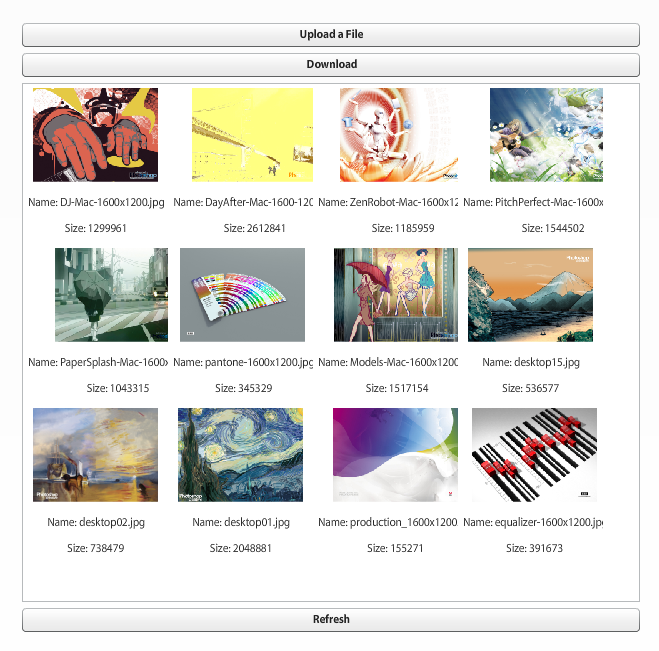 Upload a File
Download
Name: DJ-Mac-1600x1200.jpg
Name: DayAfter-Mac-1600-120
Name: ZenRobot-Mac-1600x12
Name: PitchPerfect-Mac-1600x
Size: 1299961
Size: 2612841
Size: 1185959
Size: 1544502
Name: PaperSplash-Mac-1600x
Name: pantone-1600x1200.jpg
Name: Models-Mac-1600x1200
Name: desktop15.jpg
Size: 1043315
Size: 345329
Size: 1517154
Size: 536577
Name: desktop02.jpg
Name: desktop01.jpg
Name: production_1600x1200.
Name: equalizer-1600x1200.jpg
Size: 738479
Size: 2048881
Size: 155271
Size: 391673
Refresh